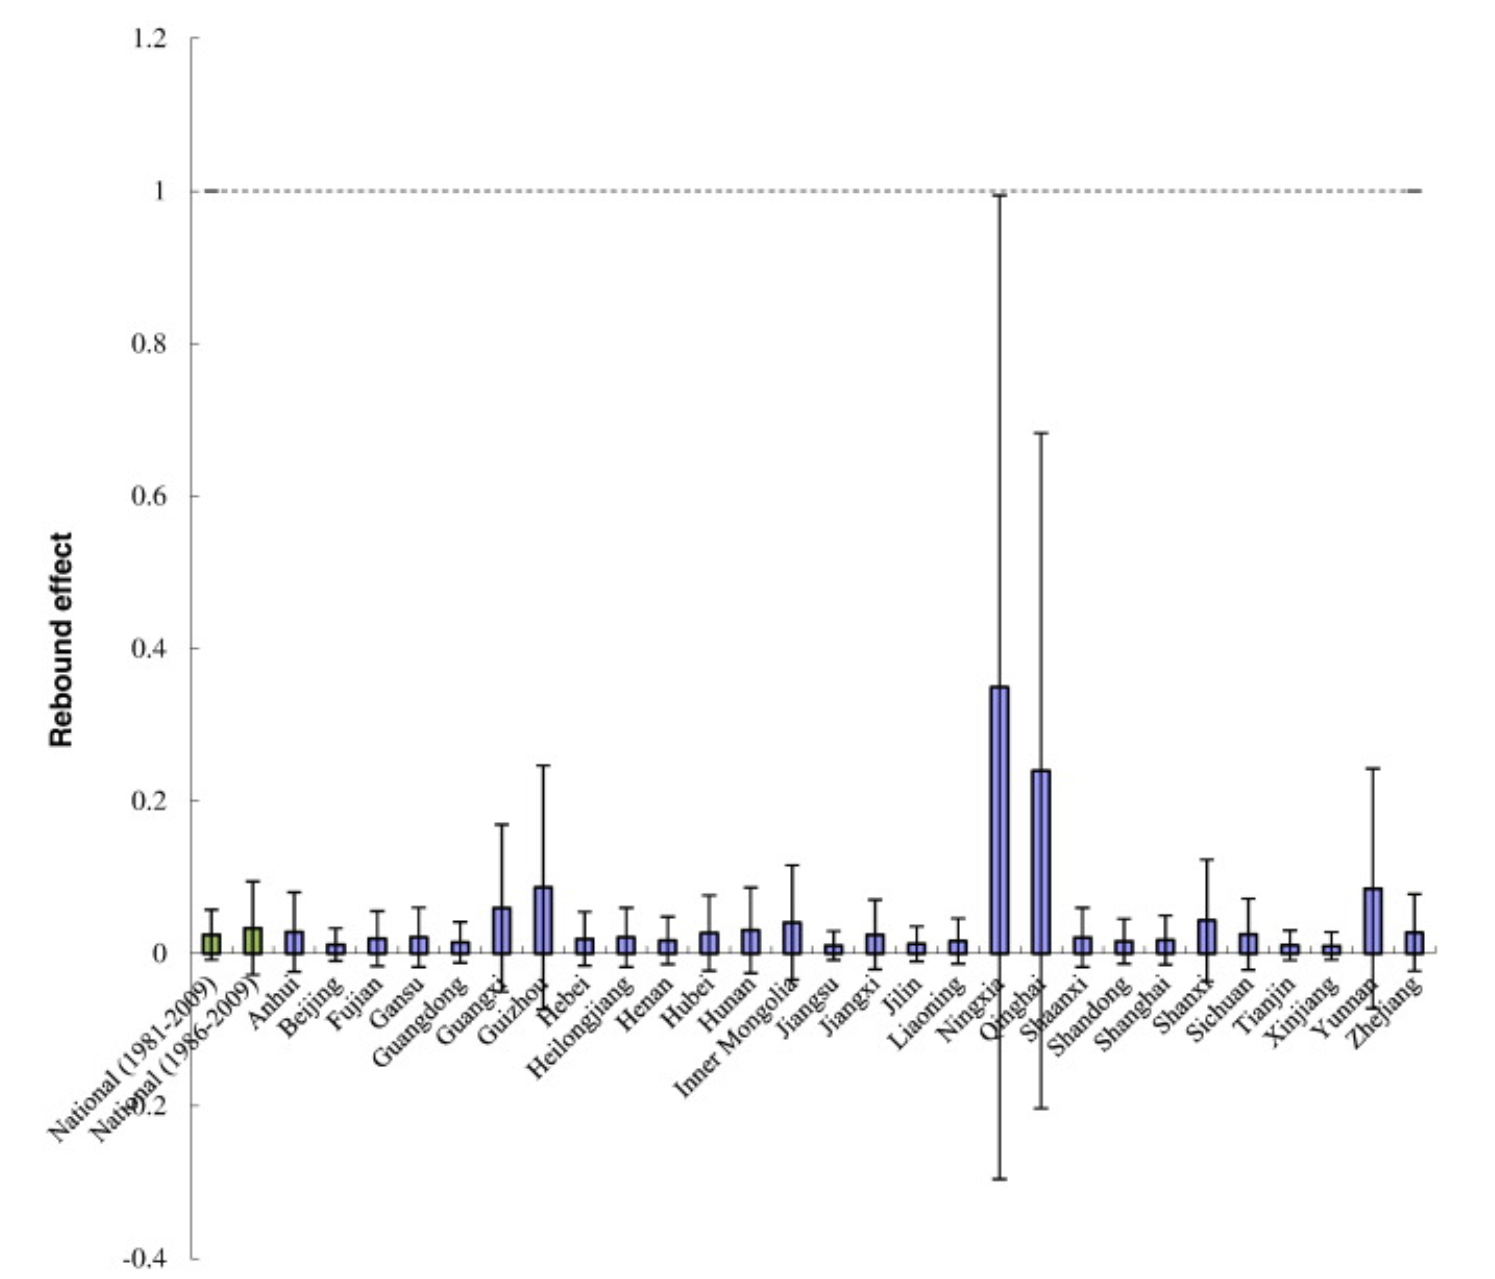 1.2
1
0.8
0.6
0.4
0.2
0
-0.2
-0.4
Rebound effect
National (1981-2009)
National (1986-2009)
Anhui
Beijing
Fujian
Gansu
Guangdong
Guangxi
Guizhou
Hebei
Heilongjiang
Henan
Hubei
Hunan
Inner Mongolia
Jiangsu
Jiangxi
Jilin
Liaoning
Ningxia
Qinghai
Shaanxi
Shandong
Shanghai
Shanxi
Sichuan
Tianjin
Xinjiang
Yunnan
Zhejiang